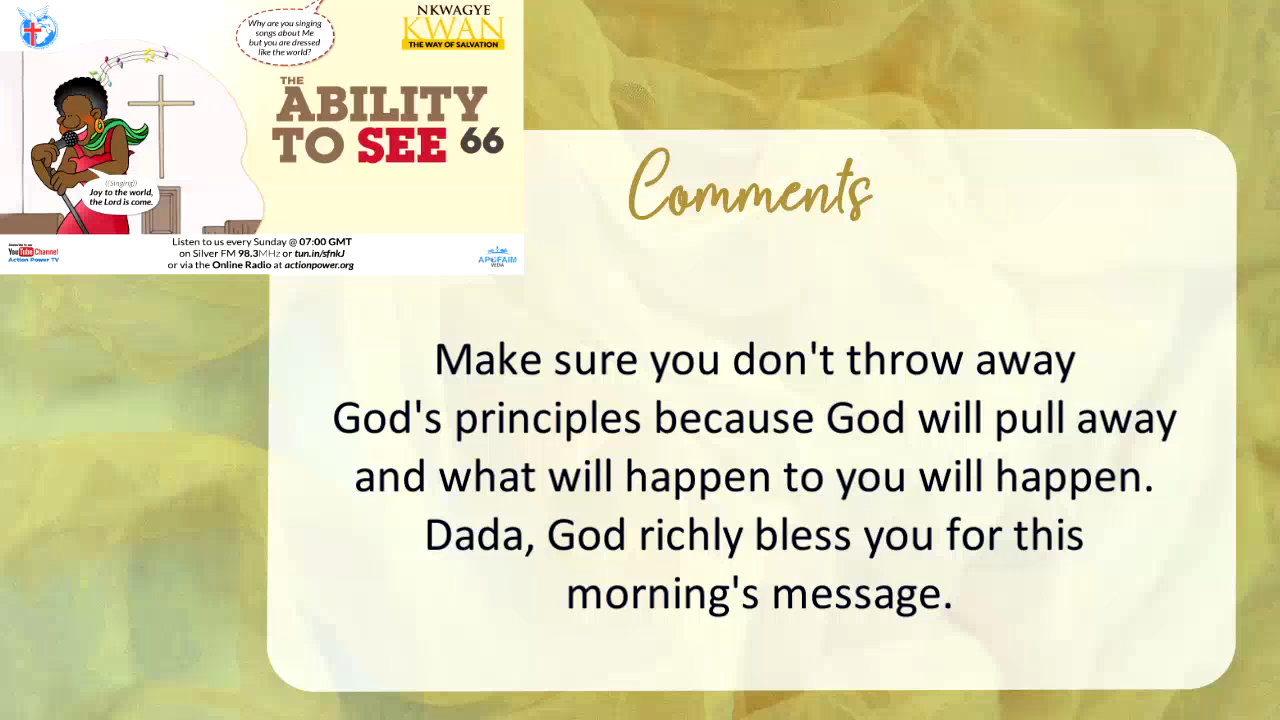 Why are you singing
songs about Me
but you are dressed
like the world?
NKWAGYE
KWAN
THE WAY OF SALVATION
THE
ABILITY
TO SEE 66
((Singing))
Joy to the world,
the Lord is come.
Listen to us every Sunday @ 07:00 GMT
on Silver FM 98.3MHz or tun.in/sfnkJ
or via the Online Radio at actionpower.org
YouTube Channel
Action Power TV
APOFAIM
WDA
Comments
Make sure you don't throw away
God's principles because God will pull away
and what will happen to you will happen.
Dada, God richly bless you for this
morning's message.